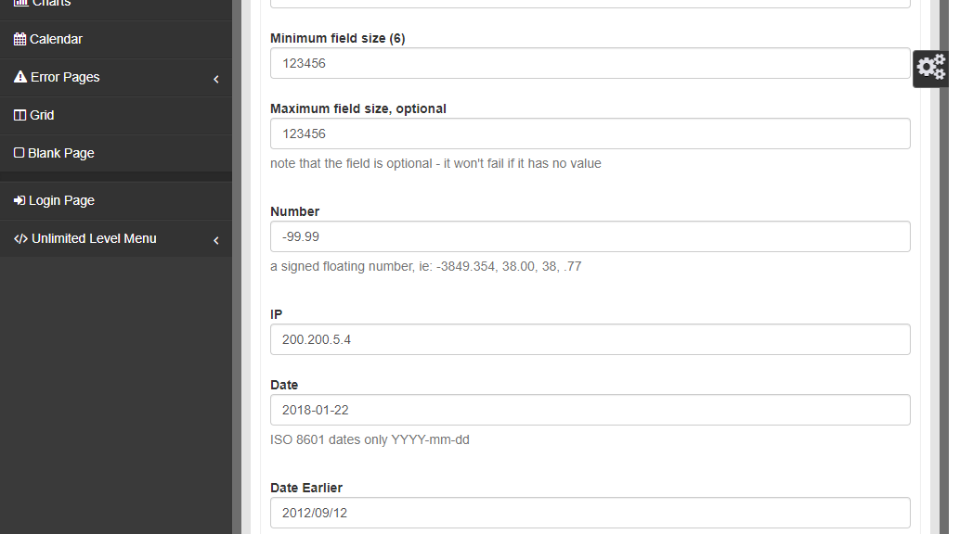 Charts
Calendar
Error Pages
Grid
Blank Page
Login Page
Unlimited Level Menu
Minimum field size (6)
123456
Maximum field size, optional
123456
note that the field is optional - it won't fail if it has no value
Number
-99.99
a signed floating number, ie: -3849.354, 38.00, 38, .77
IP
200.200.5.4
Date
2018-01-22
ISO 8601 dates only YYYY-mm-dd
Date Earlier
2012/09/12